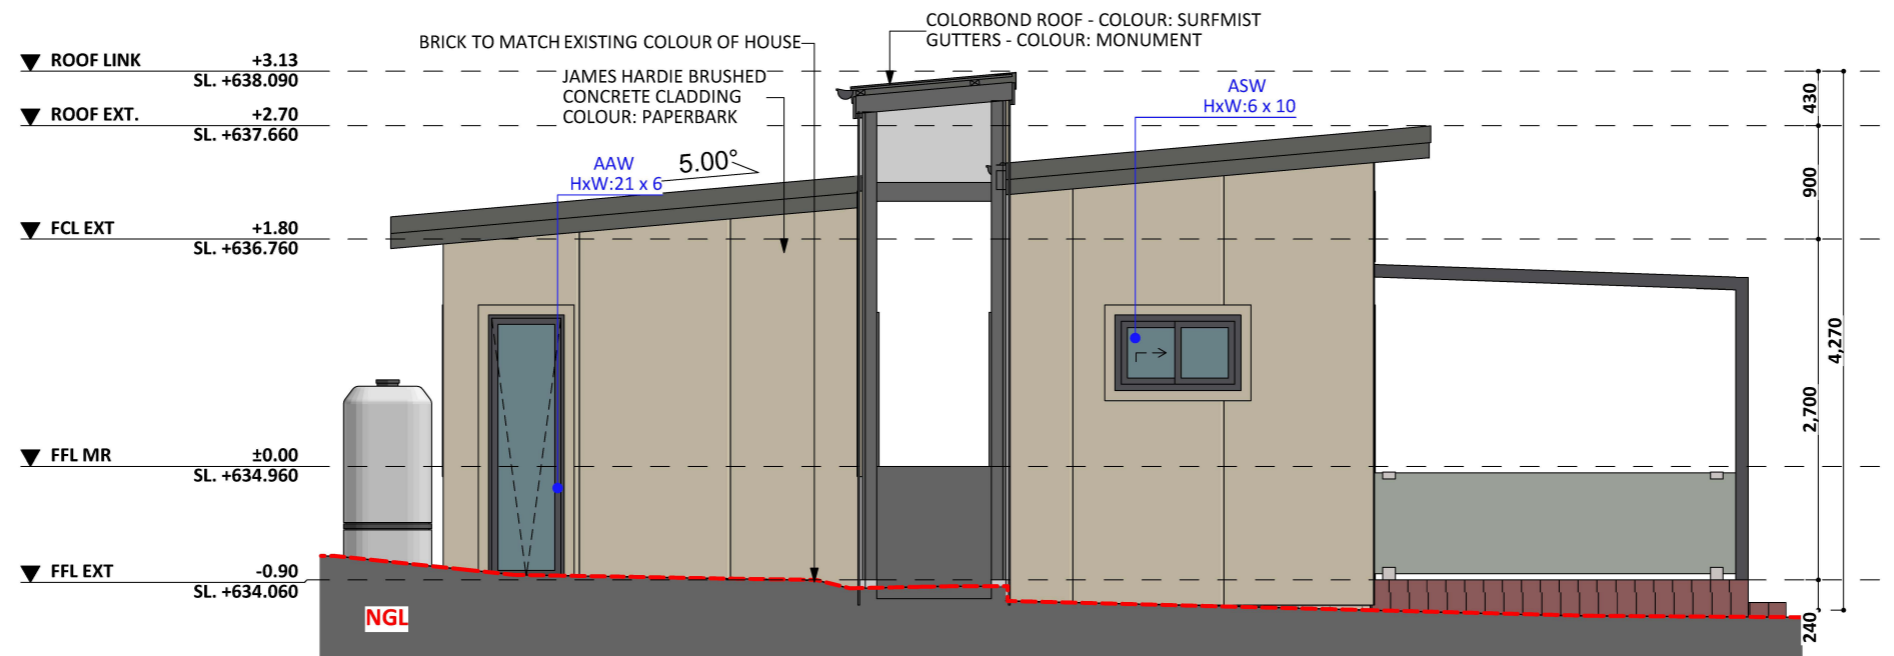 COLORBOND ROOF - COLOUR: SURFMIST
GUTTERS - COLOUR: MONUMENT
BRICK TO MATCH EXISTING COLOUR OF HOUSE
JAMES HARDIE BRUSHED
CONCRETE CLADDING
COLOUR: PAPERBARK
ROOF LINK +3.13
SL. +638.090
ROOF EXT. +2.70
SL. +637.660
FCL EXT +1.80
SL. +636.760
FFL MR ±0.00
SL. +634.960
FFL EXT -0.90
SL. +634.060
AAW
HxW:21 x 6
5.00°
ASW
HxW:6 x 10
NGL
430
900
2,700
240
4,270